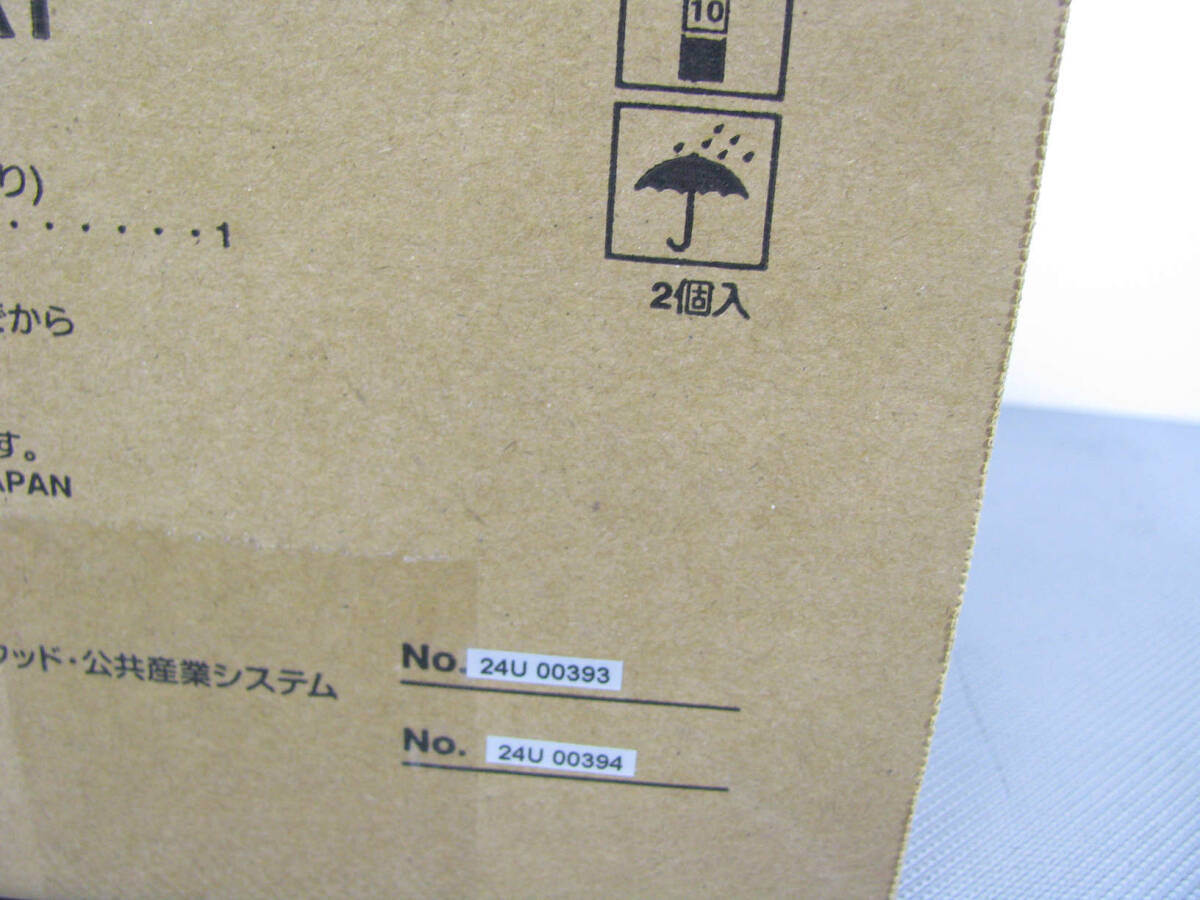 10
り)
・・・・・・・1
2個入
から
す。
APAN
ウッド・公共産業システム
No. 24U 00393
No. 24U 00394